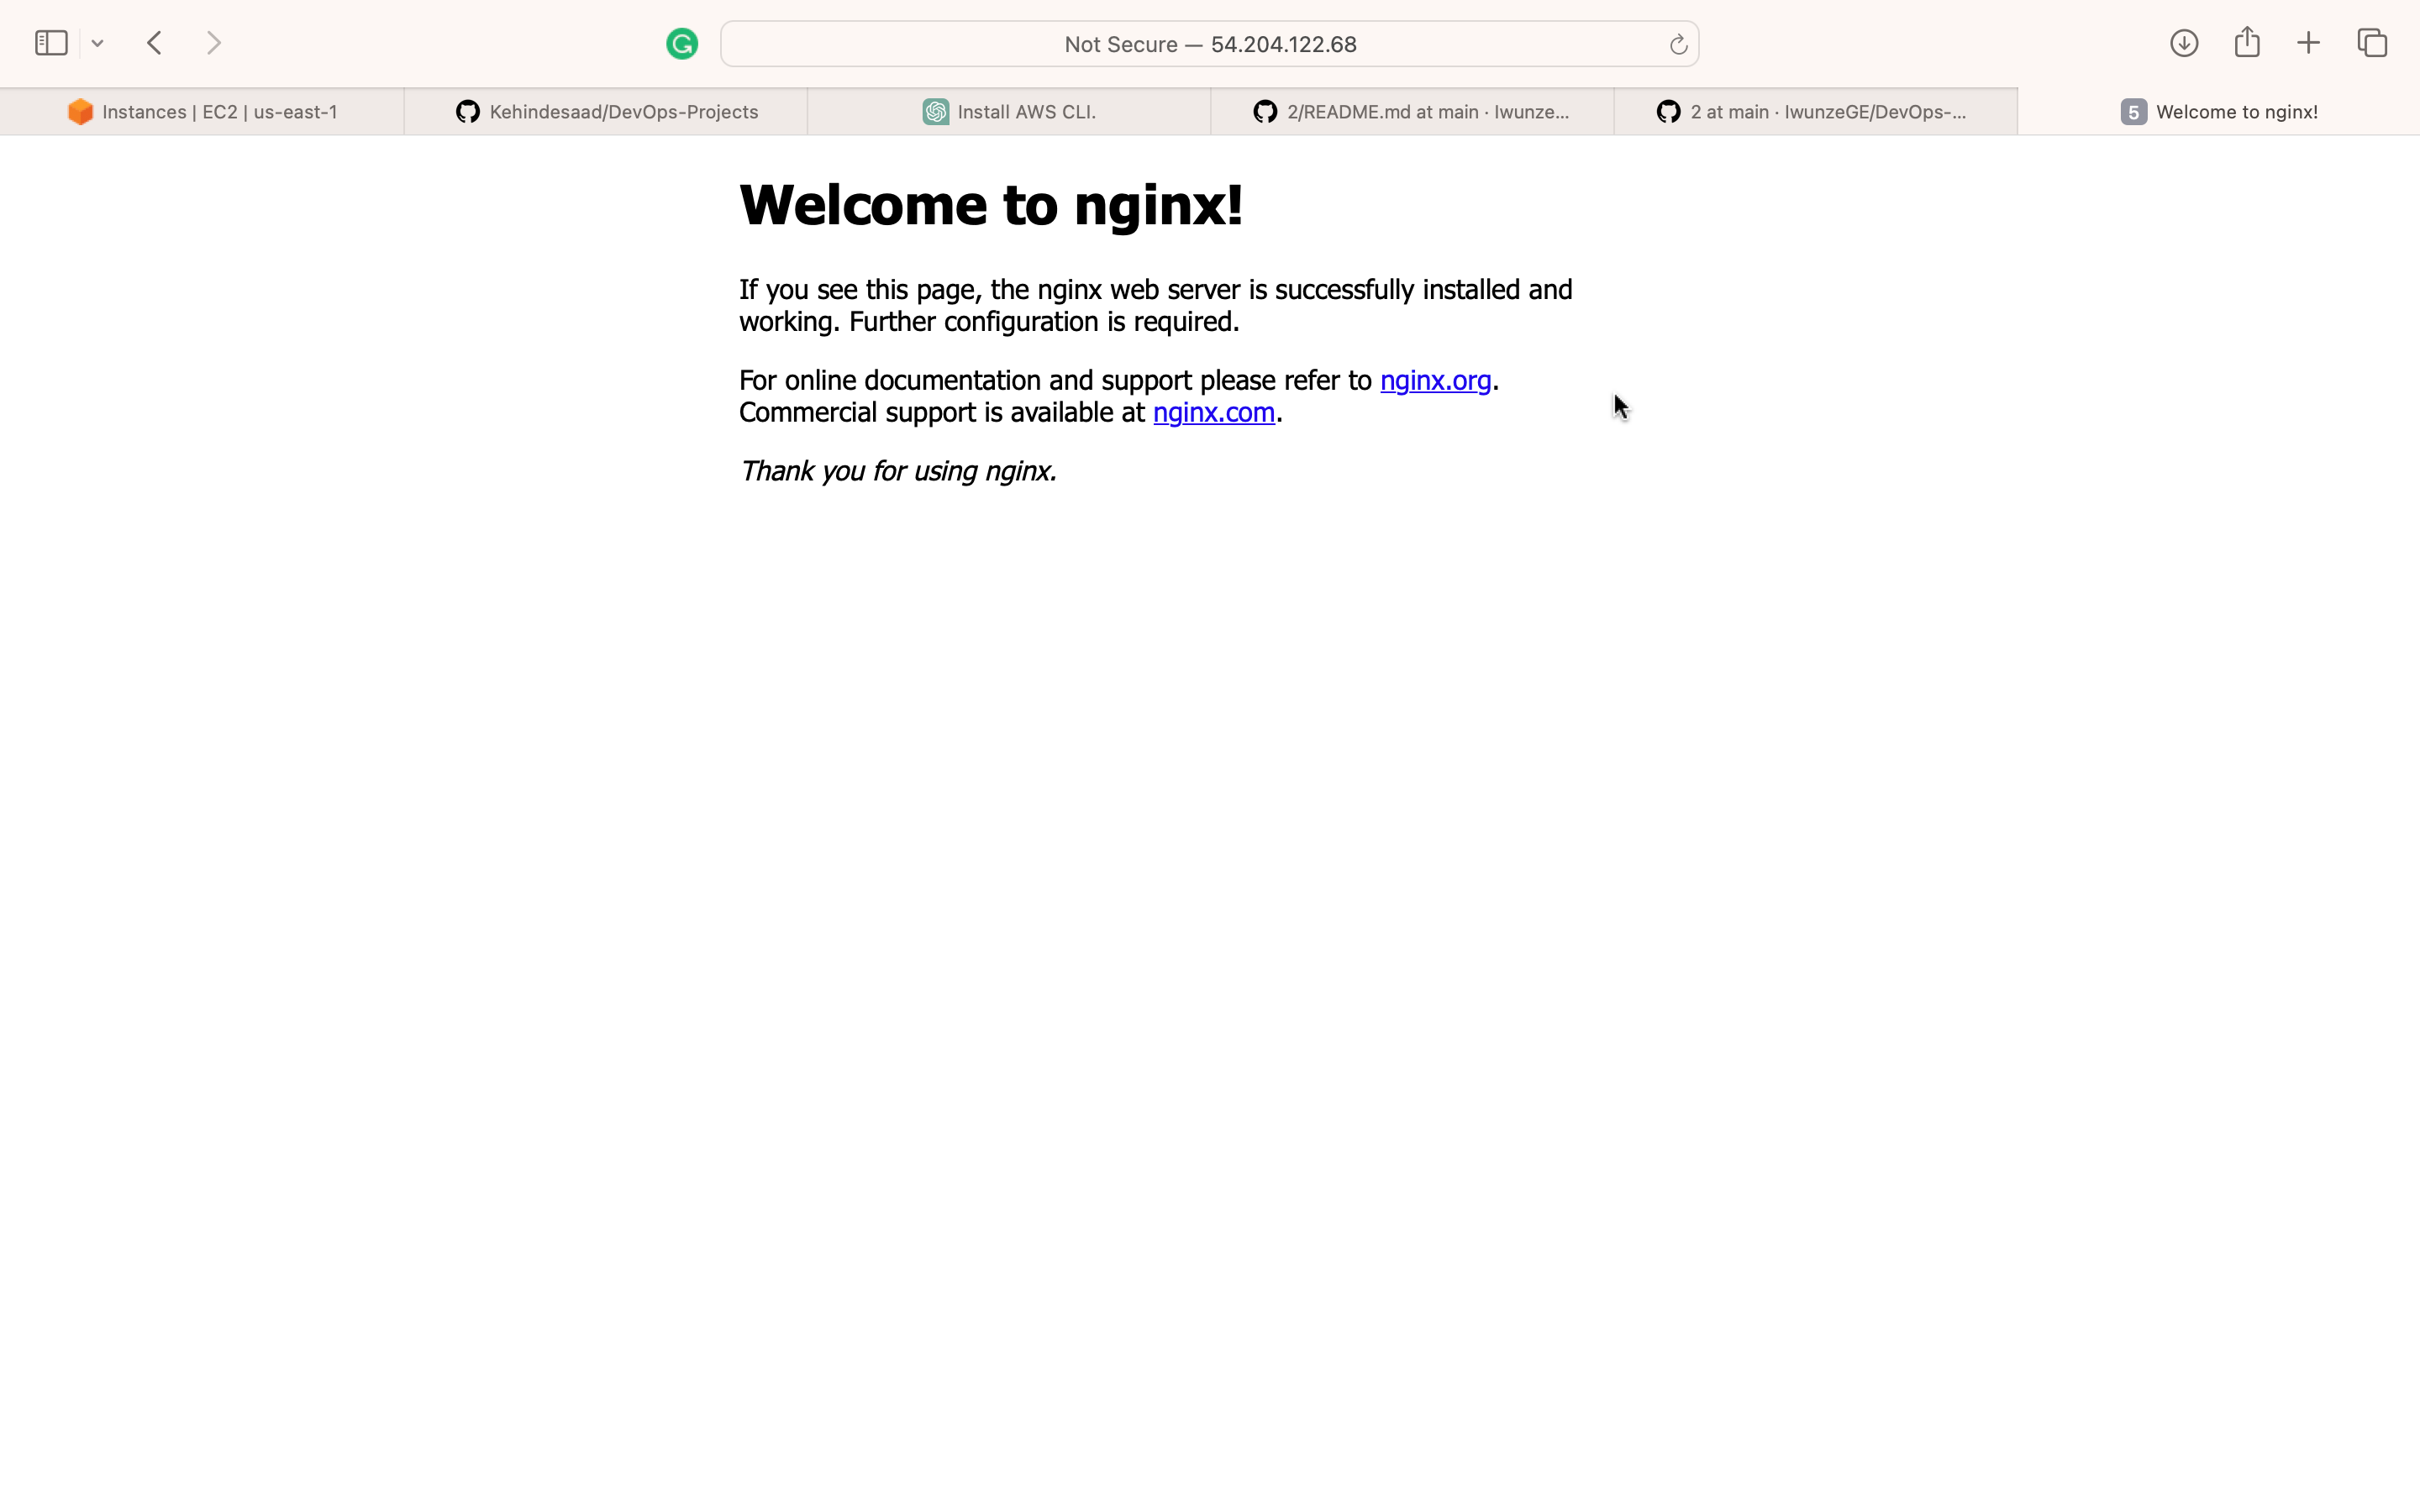 Not Secure — 54.204.122.68
Instances | EC2 | us-east-1
Kehindesaad/DevOps-Projects
Install AWS CLI.
2/README.md at main · Iwunze...
2 at main · IwunzeGE/DevOps-...
5 Welcome to nginx!
Welcome to nginx!
If you see this page, the nginx web server is successfully installed and
working. Further configuration is required.
For online documentation and support please refer to nginx.org.
Commercial support is available at nginx.com.
Thank you for using nginx.